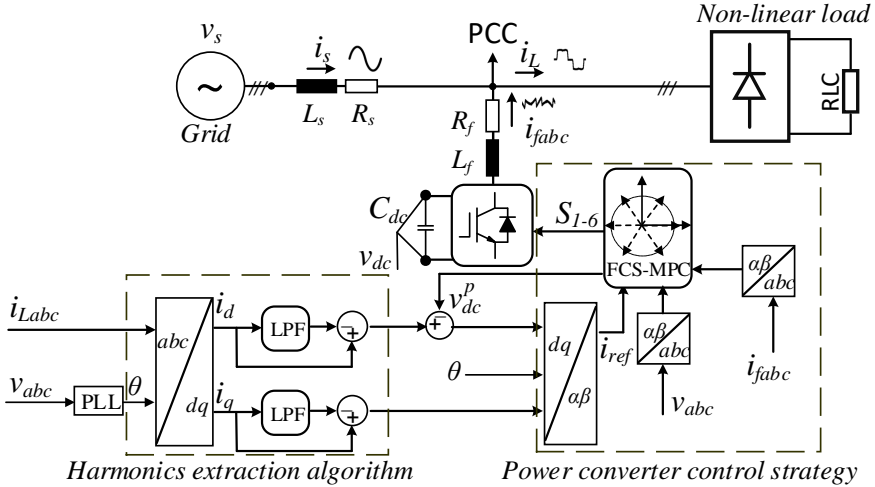 Non-linear load
v_s
i_s
PCC
i_L
~
Grid
L_s
R_s
R_f
i_fabc
RLC
L_f
C_dc
S_1-6
v_dc
FCS-MPC
αβ
abc
v_dc^p
i_Labc
i_d
LPF
abc
dq
i_ref
αβ
abc
i_fabc
v_abc
PLL
θ
i_q
dq
LPF
θ
αβ
v_abc
Harmonics extraction algorithm
Power converter control strategy